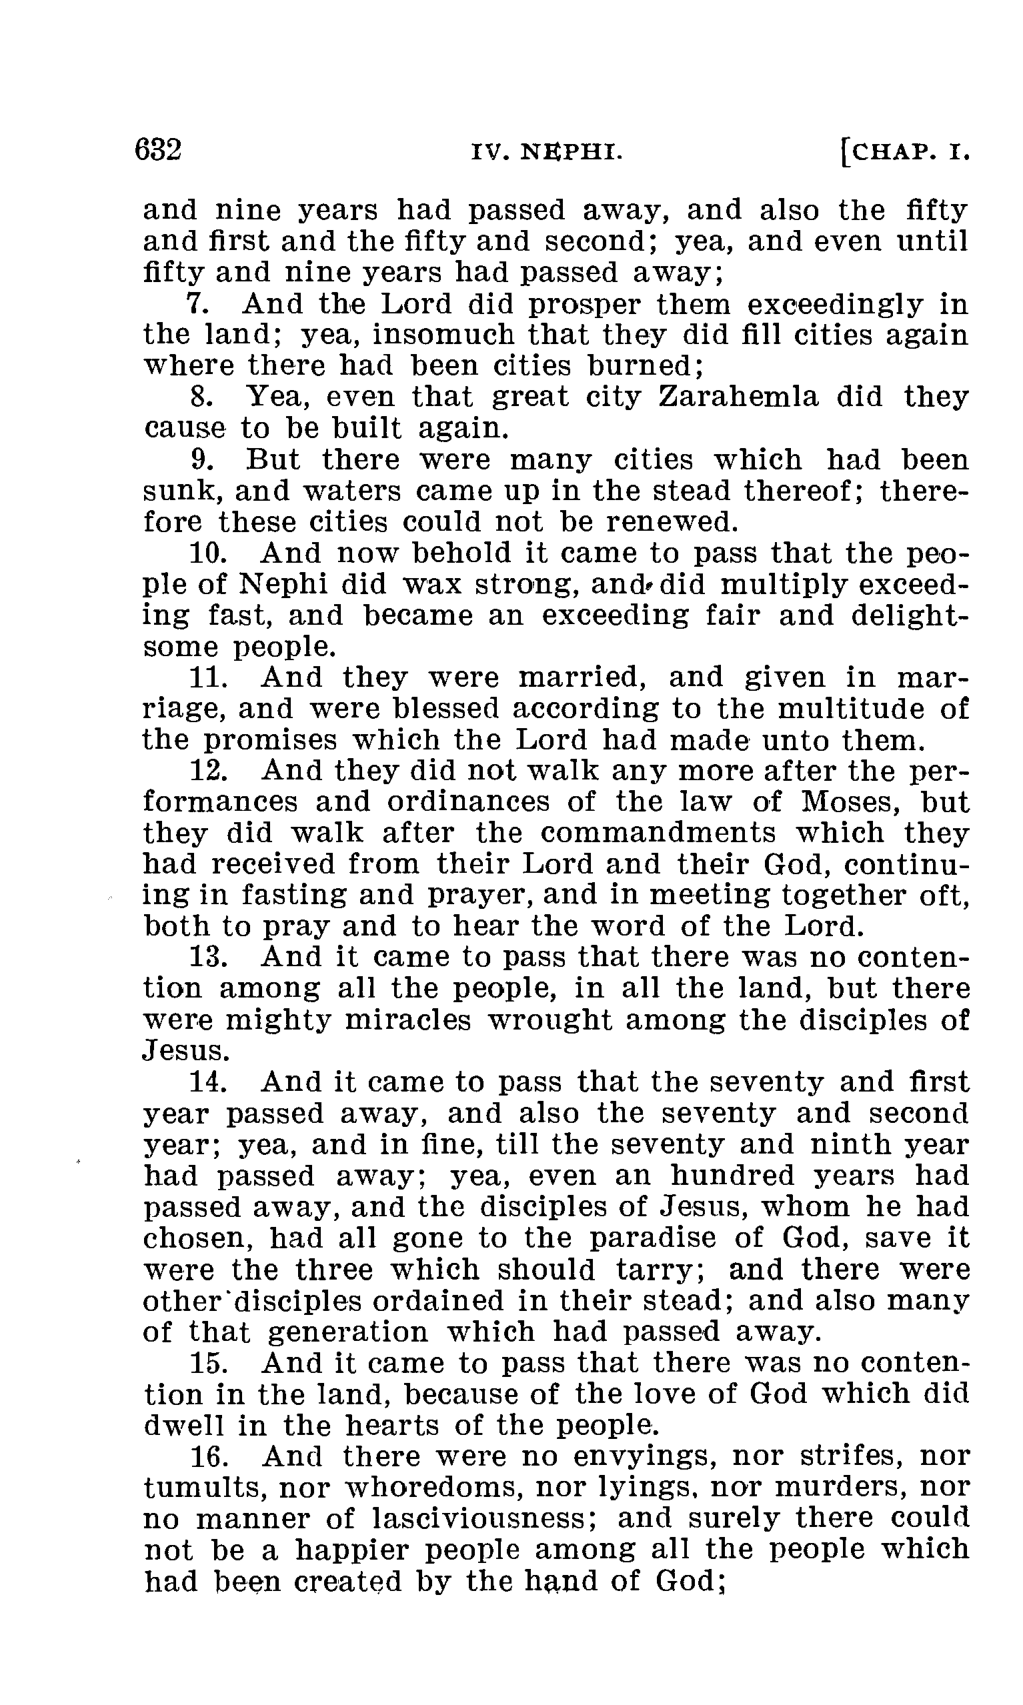 632 IV. NEPHI. [CHAP. I.
and nine years had passed away, and also the fifty
and first and the fifty and second; yea, and even until
fifty and nine years had passed away;
7. And the Lord did prosper them exceedingly in
the land; yea, insomuch that they did fill cities again
where there had been cities burned;
8. Yea, even that great city Zarahemla did they
cause to be built again.
9. But there were many cities which had been
sunk, and waters came up in the stead thereof; there-
fore these cities could not be renewed.
10. And now behold it came to pass that the peo-
ple of Nephi did wax strong, and did multiply exceed-
ing fast, and became an exceeding fair and delight-
some people.
11. And they were married, and given in mar-
riage, and were blessed according to the multitude of
the promises which the Lord had made unto them.
12. And they did not walk any more after the per-
formances and ordinances of the law of Moses, but
they did walk after the commandments which they
had received from their Lord and their God, continu-
ing in fasting and prayer, and in meeting together oft,
both to pray and to hear the word of the Lord.
13. And it came to pass that there was no conten-
tion among all the people, in all the land, but there
were mighty miracles wrought among the disciples of
Jesus.
14. And it came to pass that the seventy and first
year passed away, and also the seventy and second
year; yea, and in fine, till the seventy and ninth year
had passed away; yea, even an hundred years had
passed away, and the disciples of Jesus, whom he had
chosen, had all gone to the paradise of God, save it
were the three which should tarry; and there were
other disciples ordained in their stead; and also many
of that generation which had passed away.
15. And it came to pass that there was no conten-
tion in the land, because of the love of God which did
dwell in the hearts of the people.
16. And there were no envyings, nor strifes, nor
tumults, nor whoredoms, nor lyings, nor murders, nor
no manner of lasciviousness; and surely there could
not be a happier people among all the people which
had been created by the hand of God;